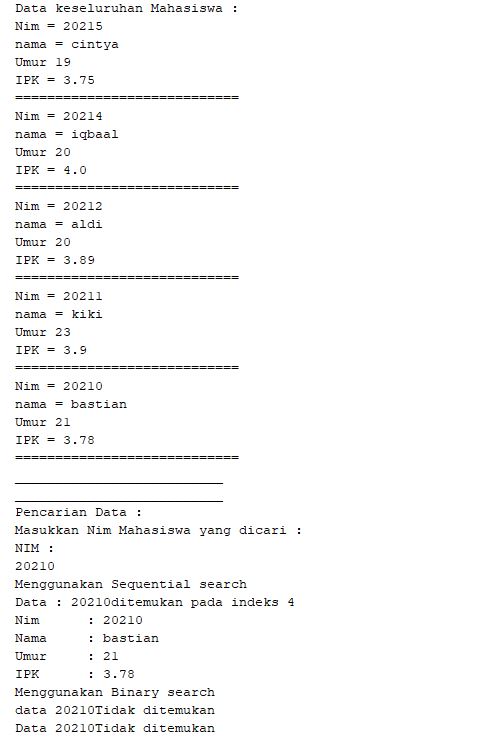 Data keseluruhan Mahasiswa :
Nim = 20215
nama = cintya
Umur 19
IPK = 3.75
============================
Nim = 20214
nama = iqbaal
Umur 20
IPK = 4.0
============================
Nim = 20212
nama = aldi
Umur 20
IPK = 3.89
============================
Nim = 20211
nama = kiki
Umur 23
IPK = 3.9
============================
Nim = 20210
nama = bastian
Umur 21
IPK = 3.78
============================
__________________________
__________________________
Pencarian Data :
Masukkan Nim Mahasiswa yang dicari :
NIM :
20210
Menggunakan Sequential search
Data : 20210ditemukan pada indeks 4
Nim      : 20210
Nama     : bastian
Umur     : 21
IPK      : 3.78
Menggunakan Binary search
data 20210Tidak ditemukan
Data 20210Tidak ditemukan